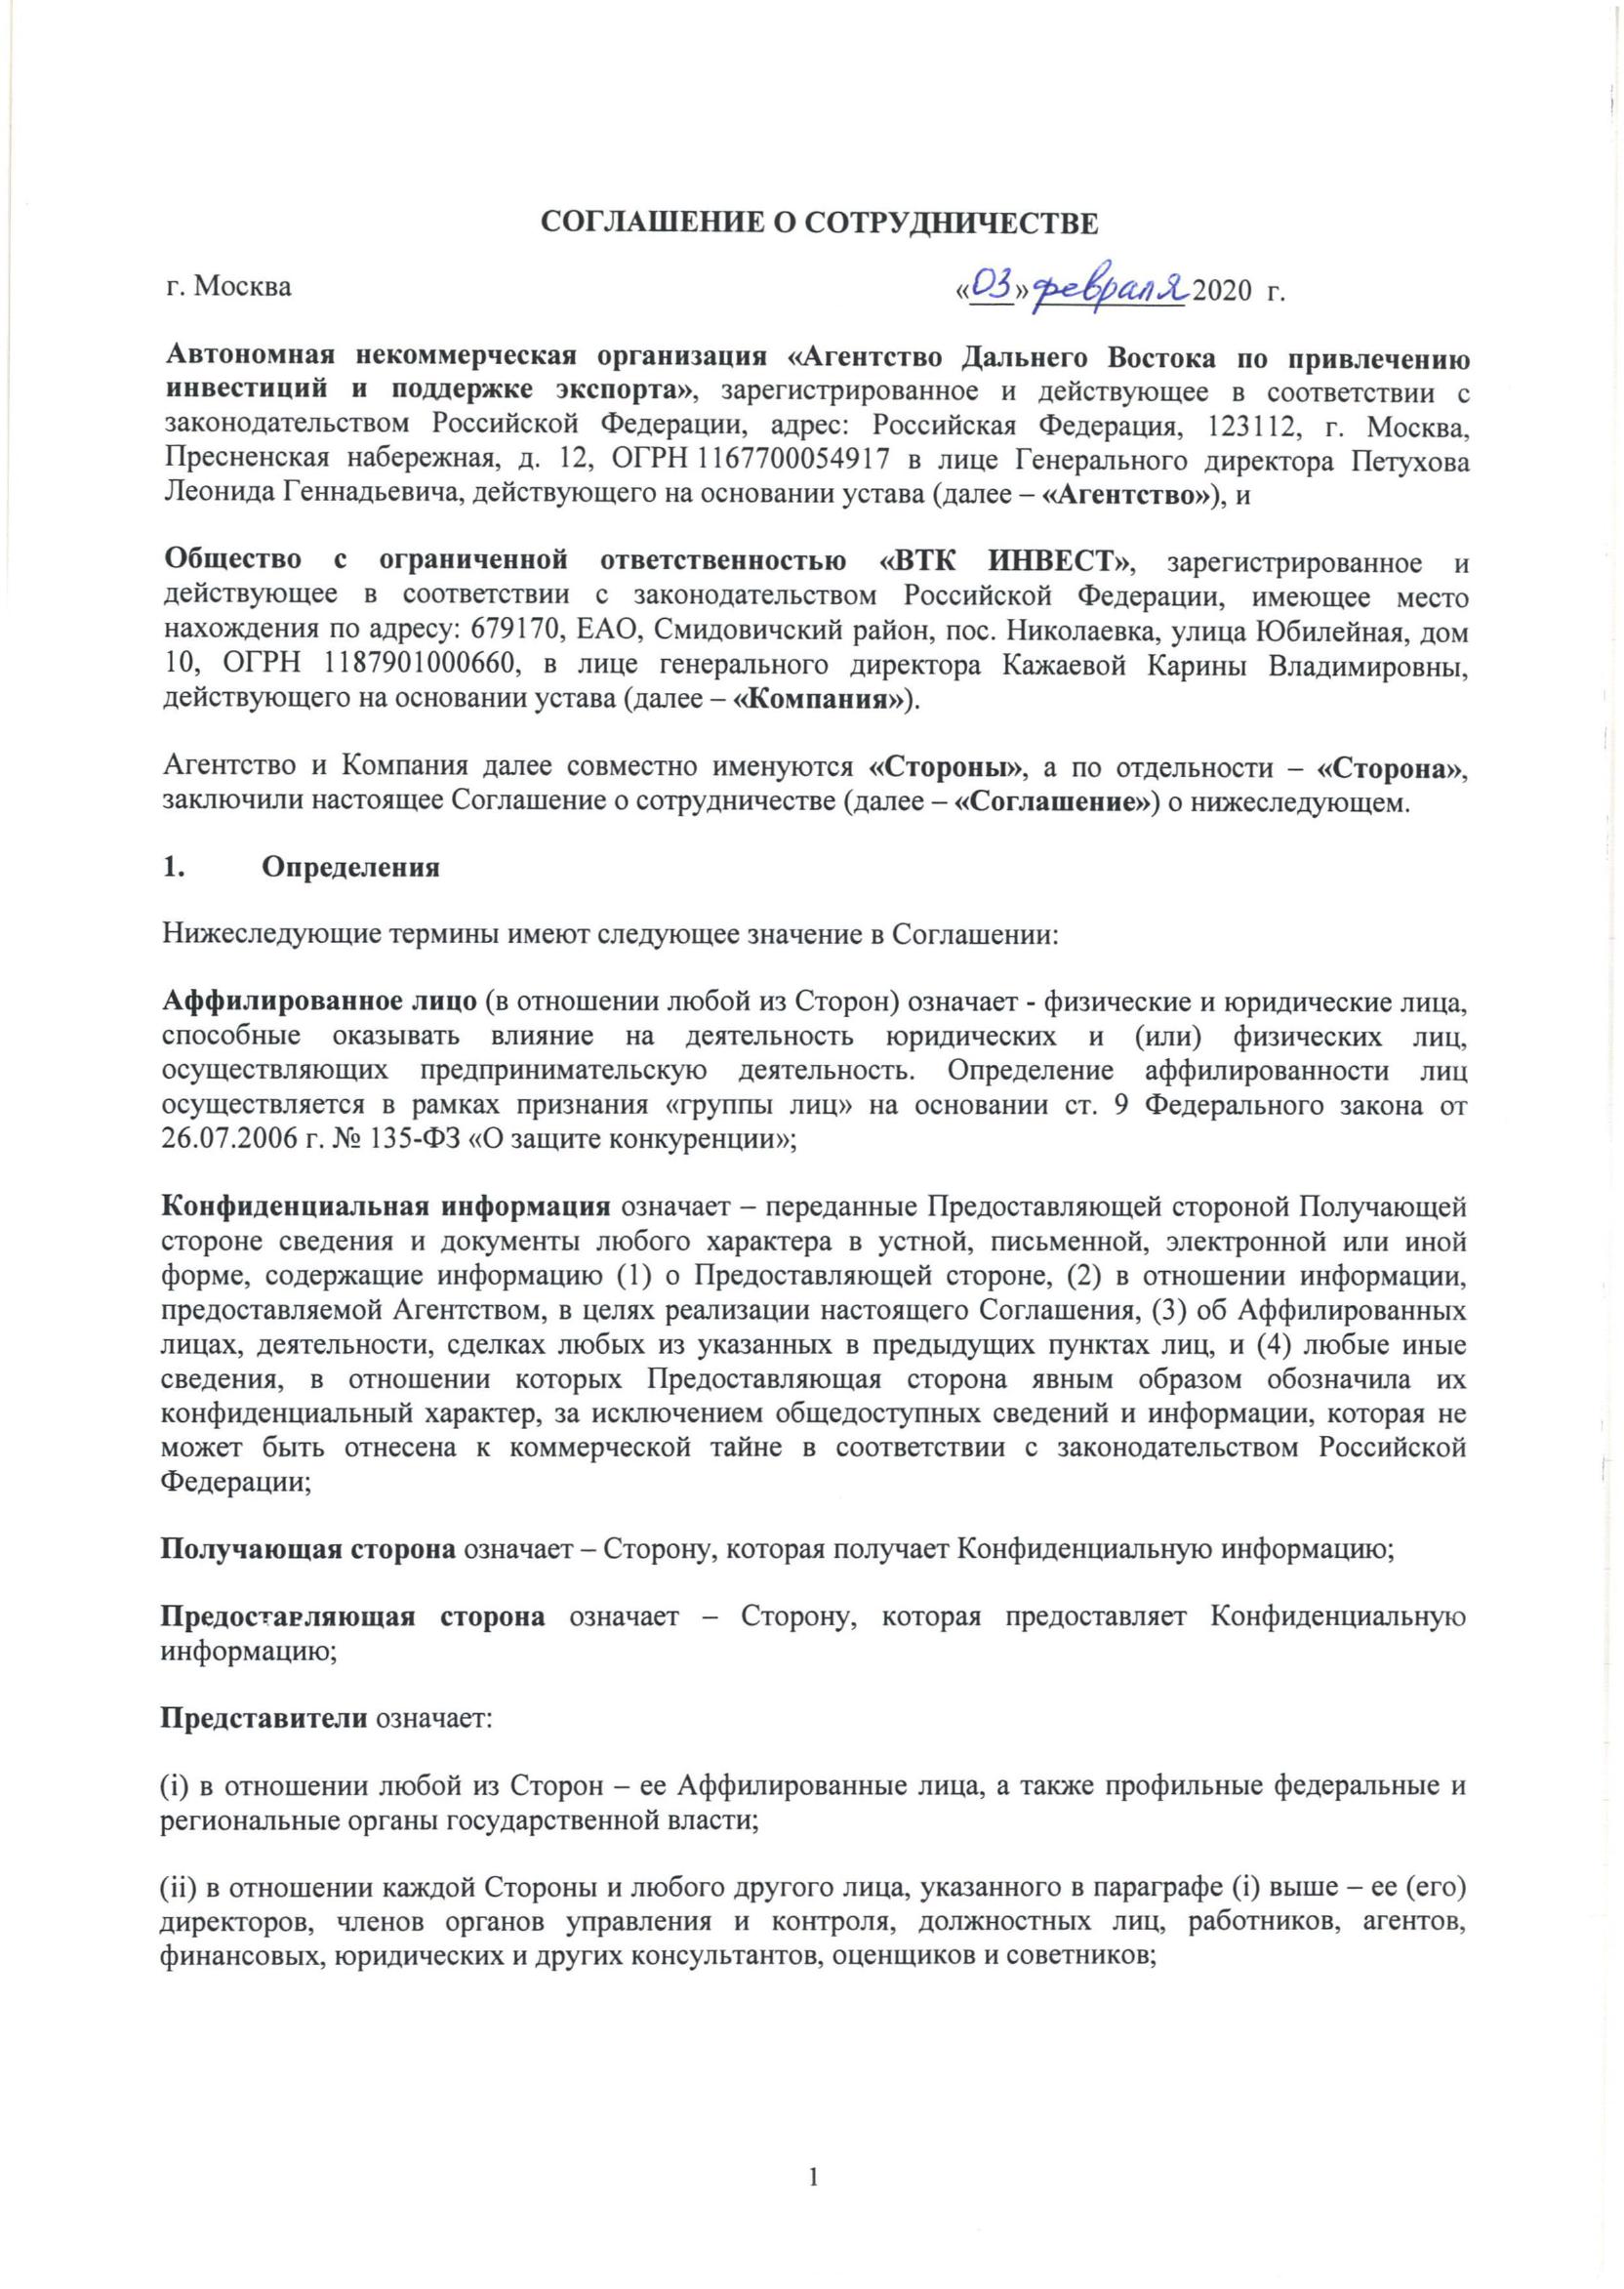 СОГЛАШЕНИЕ О СОТРУДНИЧЕСТВЕ
г. Москва «03» февраля 2020 г.
Автономная некоммерческая организация «Агентство Дальнего Востока по привлечению
инвестиций и поддержке экспорта», зарегистрированное и действующее в соответствии с
законодательством Российской Федерации, адрес: Российская Федерация, 123112, г. Москва,
Пресненская набережная, д. 12, ОГРН 1167700054917 в лице Генерального директора Петухова
Леонида Геннадьевича, действующего на основании устава (далее – «Агентство»), и
Общество с ограниченной ответственностью «ВТК ИНВЕСТ», зарегистрированное и
действующее в соответствии с законодательством Российской Федерации, имеющее место
нахождения по адресу: 679170, ЕАО, Смидовичский район, пос. Николаевка, улица Юбилейная, дом
10, ОГРН 1187901000660, в лице генерального директора Кажаевой Карины Владимировны,
действующего на основании устава (далее – «Компания»).
Агентство и Компания далее совместно именуются «Стороны», а по отдельности – «Сторона»,
заключили настоящее Соглашение о сотрудничестве (далее – «Соглашение») о нижеследующем.
1. Определения
Нижеследующие термины имеют следующее значение в Соглашении:
Аффилированное лицо (в отношении любой из Сторон) означает - физические и юридические лица,
способные оказывать влияние на деятельность юридических и (или) физических лиц,
осуществляющих предпринимательскую деятельность. Определение аффилированности лиц
осуществляется в рамках признания «группы лиц» на основании ст. 9 Федерального закона от
26.07.2006 г. № 135-ФЗ «О защите конкуренции»;
Конфиденциальная информация означает – переданные Предоставляющей стороной Получающей
стороне сведения и документы любого характера в устной, письменной, электронной или иной
форме, содержащие информацию (1) о Предоставляющей стороне, (2) в отношении информации,
предоставляемой Агентством, в целях реализации настоящего Соглашения, (3) об Аффилированных
лицах, деятельности, сделках любых из указанных в предыдущих пунктах лиц, и (4) любые иные
сведения, в отношении которых Предоставляющая сторона явным образом обозначила их
конфиденциальный характер, за исключением общедоступных сведений и информации, которая не
может быть отнесена к коммерческой тайне в соответствии с законодательством Российской
Федерации;
Получающая сторона означает – Сторону, которая получает Конфиденциальную информацию;
Предоставляющая сторона означает – Сторону, которая предоставляет Конфиденциальную
информацию;
Представители означает:
(i) в отношении любой из Сторон – ее Аффилированные лица, а также профильные федеральные и
региональные органы государственной власти;
(ii) в отношении каждой Стороны и любого другого лица, указанного в параграфе (i) выше – ее (его)
директоров, членов органов управления и контроля, должностных лиц, работников, агентов,
финансовых, юридических и других консультантов, оценщиков и советников;
1